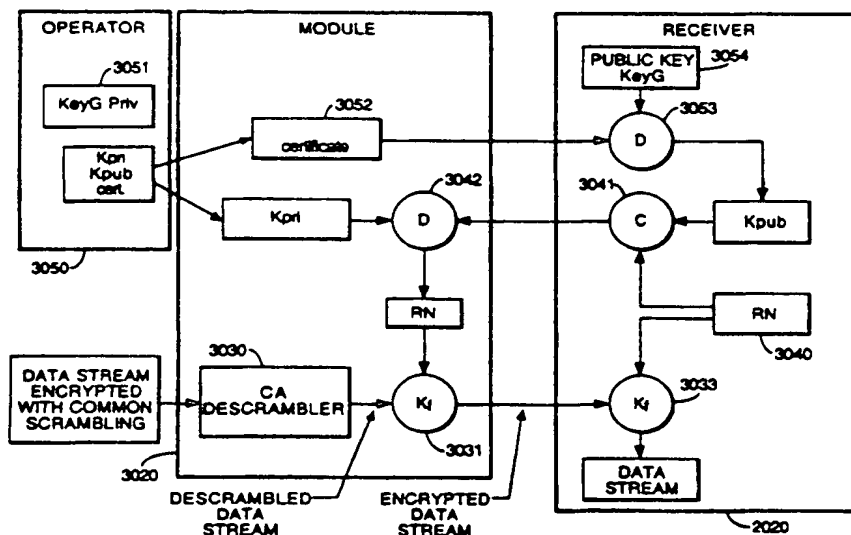 OPERATOR
MODULE
RECEIVER
3051
KeyG Priv
Kpri
Kpub
cert.
3050
3052
certificate
Kpri
3042
D
RN
3030
CA
DESCRAMBLER
Kf
3031
3020
DATA STREAM
ENCRYPTED
WITH COMMON
SCRAMBLING
DESCRAMBLED
DATA
STREAM
ENCRYPTED
DATA
STREAM
PUBLIC KEY
KeyG
3054
D
3053
3041
C
Kpub
RN
3040
3033
Kf
DATA
STREAM
2020